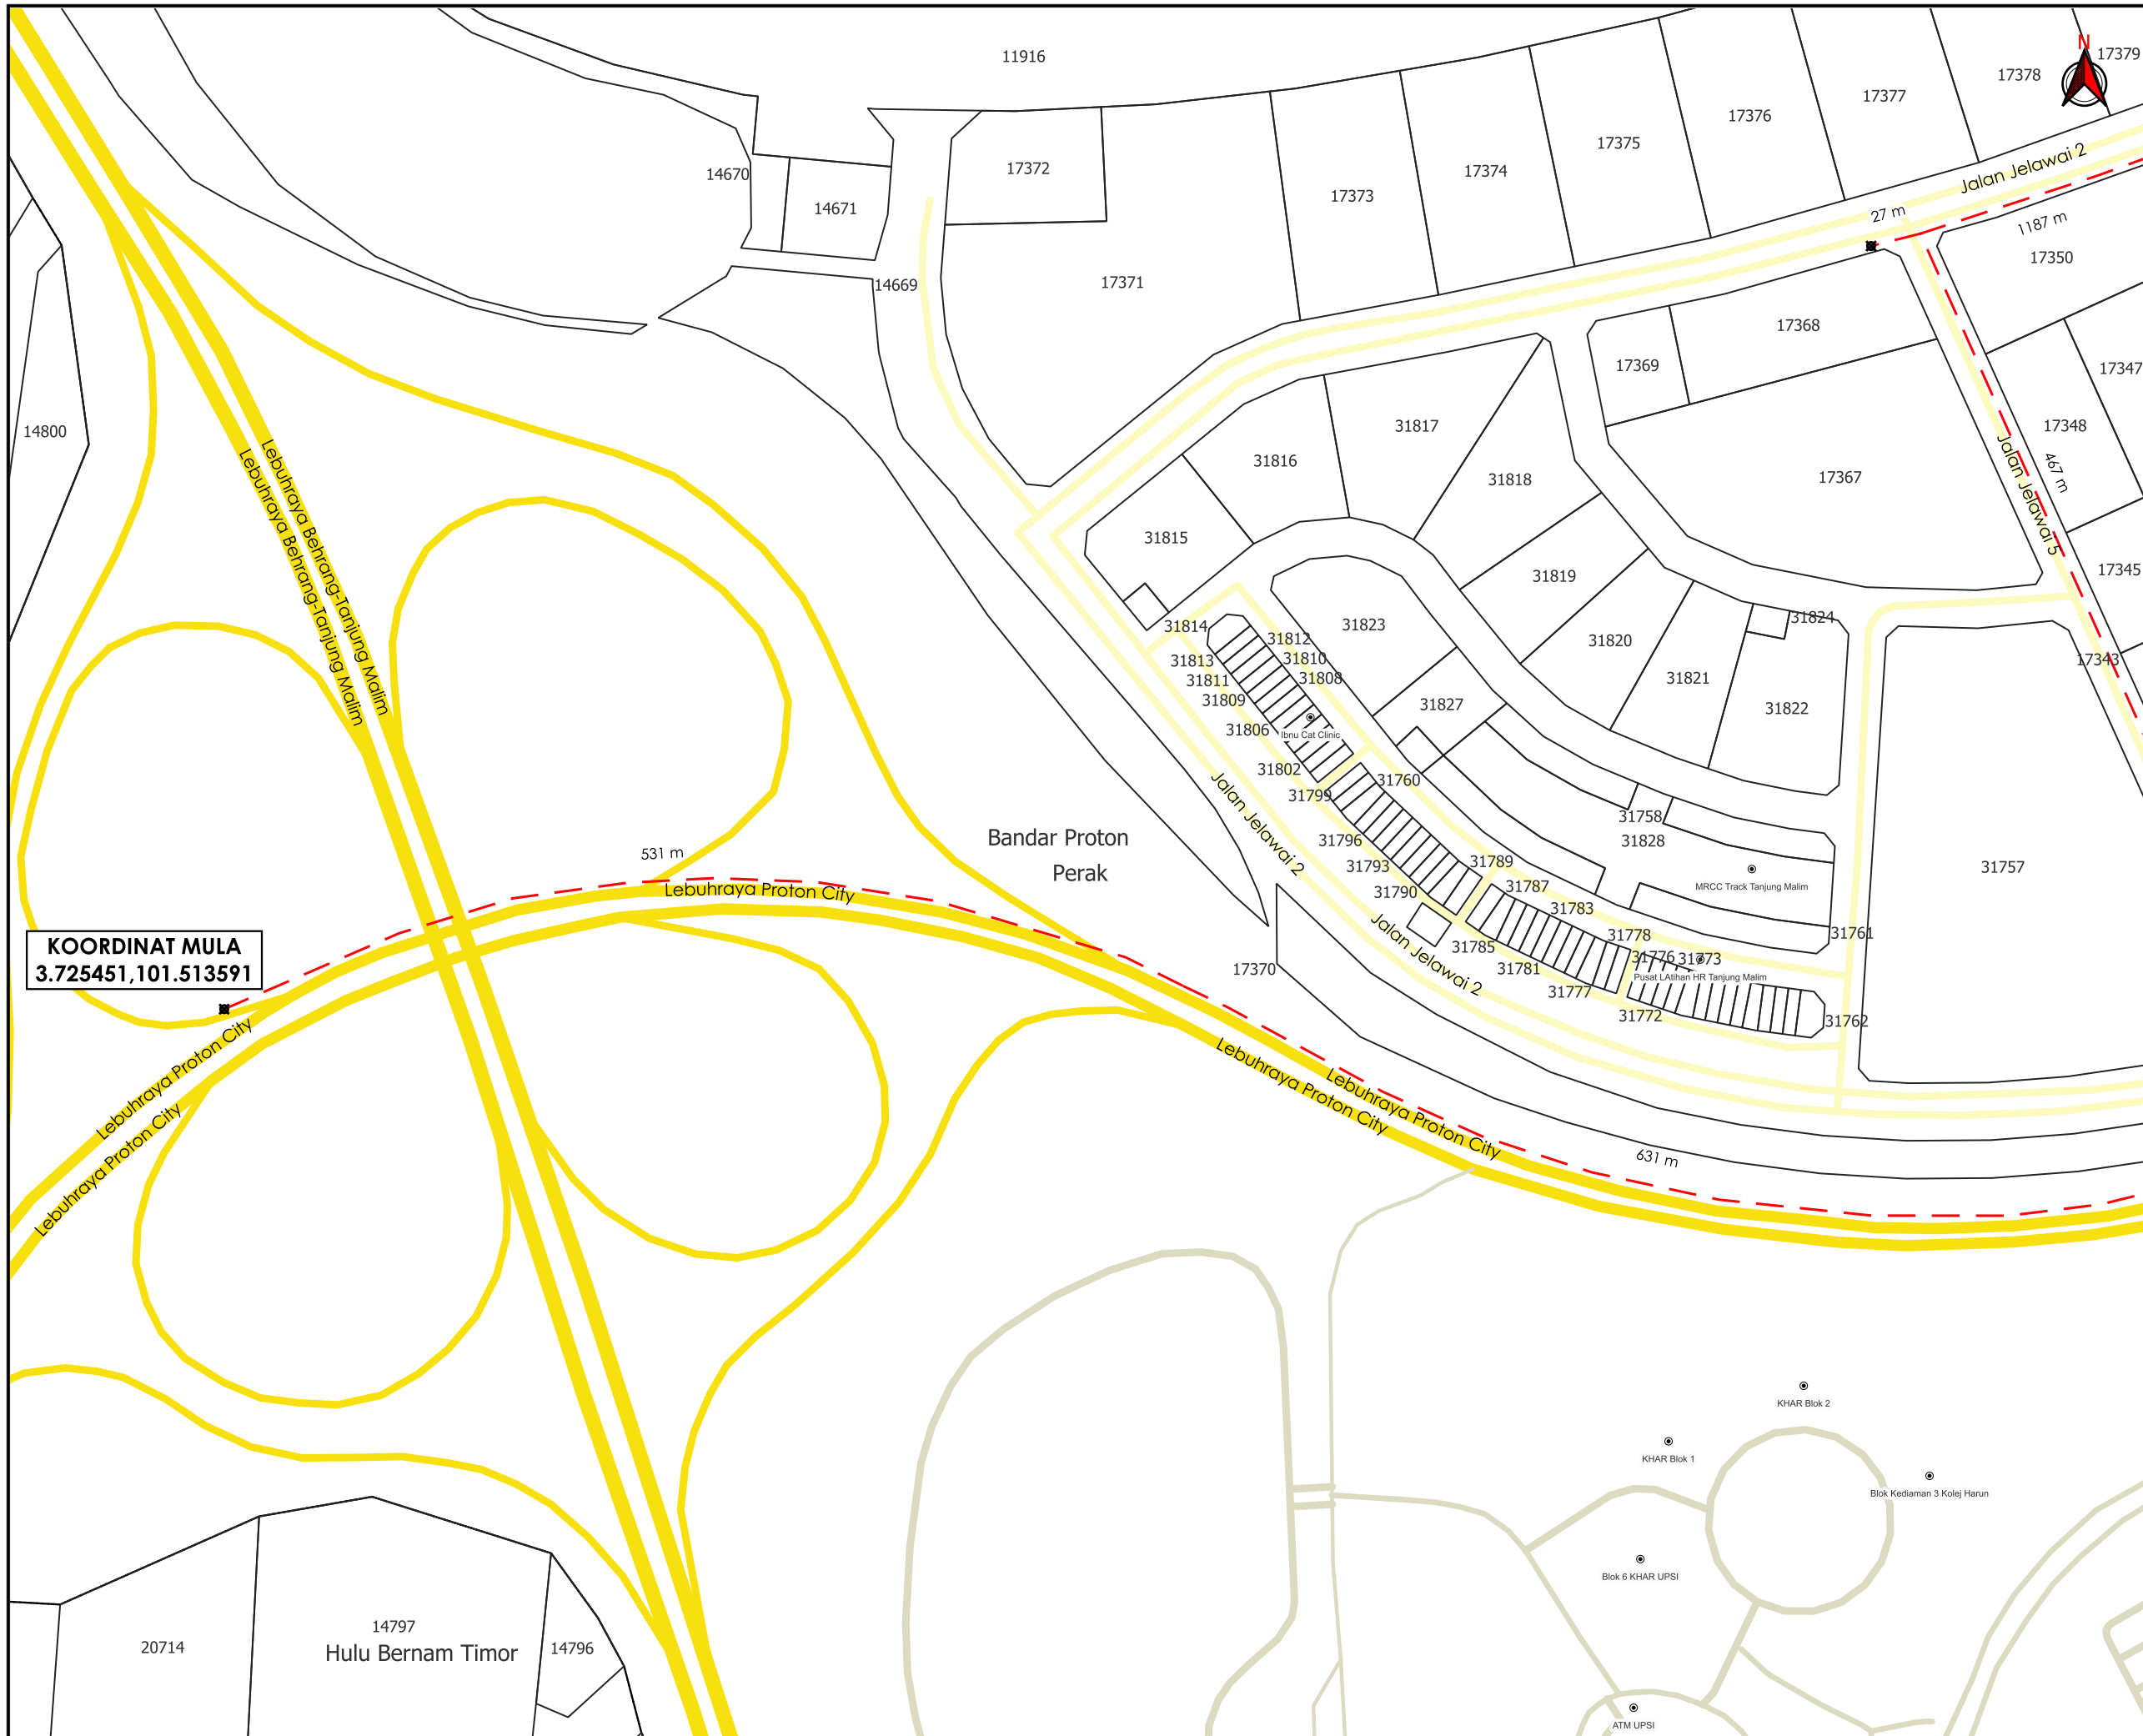 11916
N
17379
17378
17377
17376
17375
17374
17373
17372
17371
14670
14671
14669
Jalan Jelawai 2
27 m
1187 m
17350
17368
17369
17347
17348
467 m
Jalan Jelawai 5
17367
17345
17343
14800
31817
31816
31818
31815
31819
31814
31812
31823
31824
31820
31813
31810
31811
31808
31821
31809
31827
31822
31806
Ibnu Cat Clinic
31802
31760
31799
31758
31828
31796
31793
31789
31790
31787
MRCC Track Tanjung Malim
31757
31783
31785
31778
31761
31776
31773
31781
Pusat LAtihan HR Tanjung Malim
31777
31772
31762
Jalan Jelawai 2
Jalan Jelawai 2
Lebuhraya Behrang-Tanjung Malim
Lebuhraya Behrang-Tanjung Malim
Bandar Proton
Perak
531 m
Lebuhraya Proton City
KOORDINAT MULA
3.725451,101.513591
17370
Lebuhraya Proton City
Lebuhraya Proton City
Lebuhraya Proton City
Lebuhraya Proton City
631 m
KHAR Blok 2
KHAR Blok 1
Blok Kediaman 3 Kolej Harun
Blok 6 KHAR UPSI
ATM UPSI
20714
14797
Hulu Bernam Timor
14796